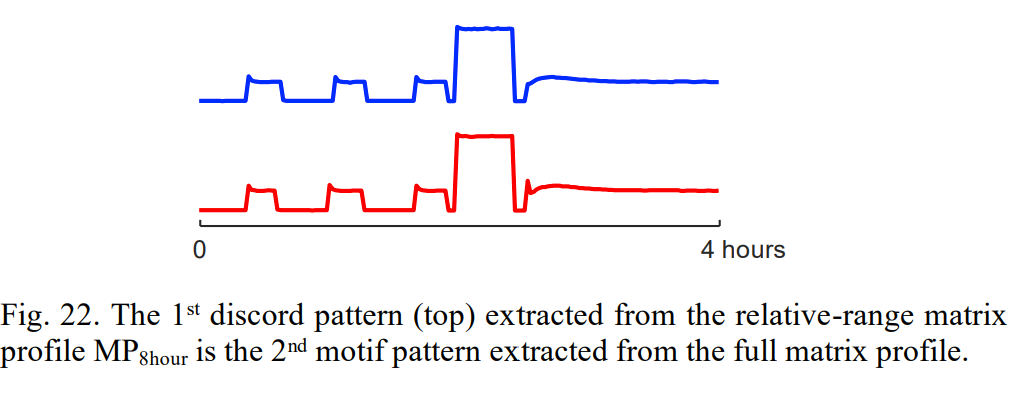 0
4 hours
Fig. 22. The 1st discord pattern (top) extracted from the relative-range matrix
profile MP8hour is the 2nd motif pattern extracted from the full matrix profile.